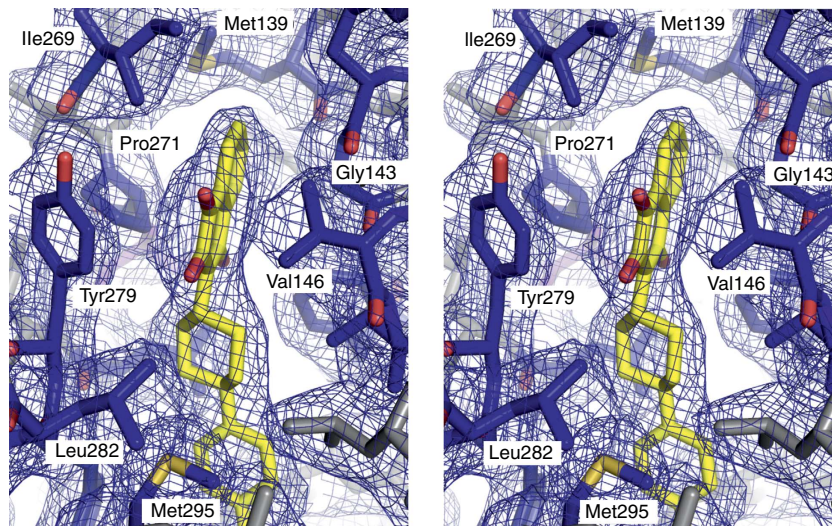 Ile269
Met139
Pro271
Gly143
Tyr279
Val146
Leu282
Met295
Ile269
Met139
Pro271
Gly143
Tyr279
Val146
Leu282
Met295